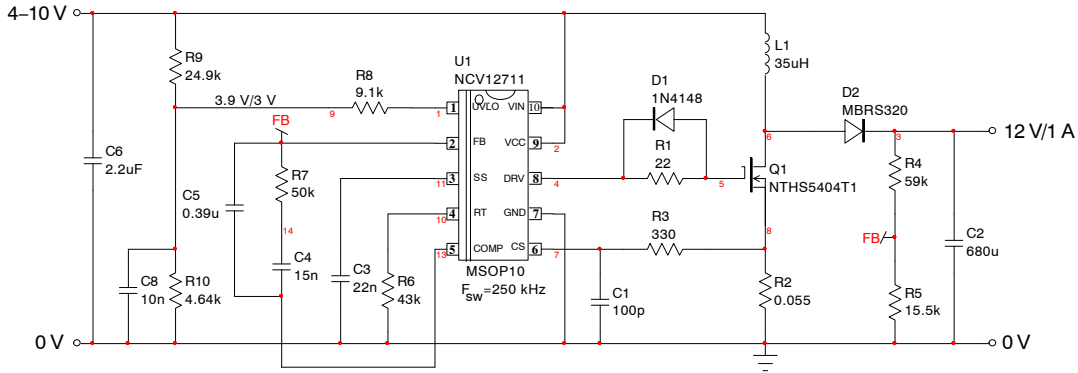 4–10 V
R9
24.9k
3.9 V/3 V
9
R8
9.1k
1
U1
NCV12711
1
UVLO
VIN
10
2
FB
VCC
9
2
3
SS
DRV
8
4
4
RT
GND
7
5
COMP
CS
6
7
11
10
13
MSOP10
Fsw=250 kHz
FB
C6
2.2uF
C5
0.39u
R7
50k
14
C4
15n
C3
22n
R6
43k
C8
10n
R10
4.64k
C1
100p
R3
330
D1
1N4148
R1
22
5
L1
35uH
6
D2
MBRS320
3
12 V/1 A
Q1
NTHS5404T1
8
R2
0.055
R4
59k
FB
R5
15.5k
C2
680u
0 V
0 V